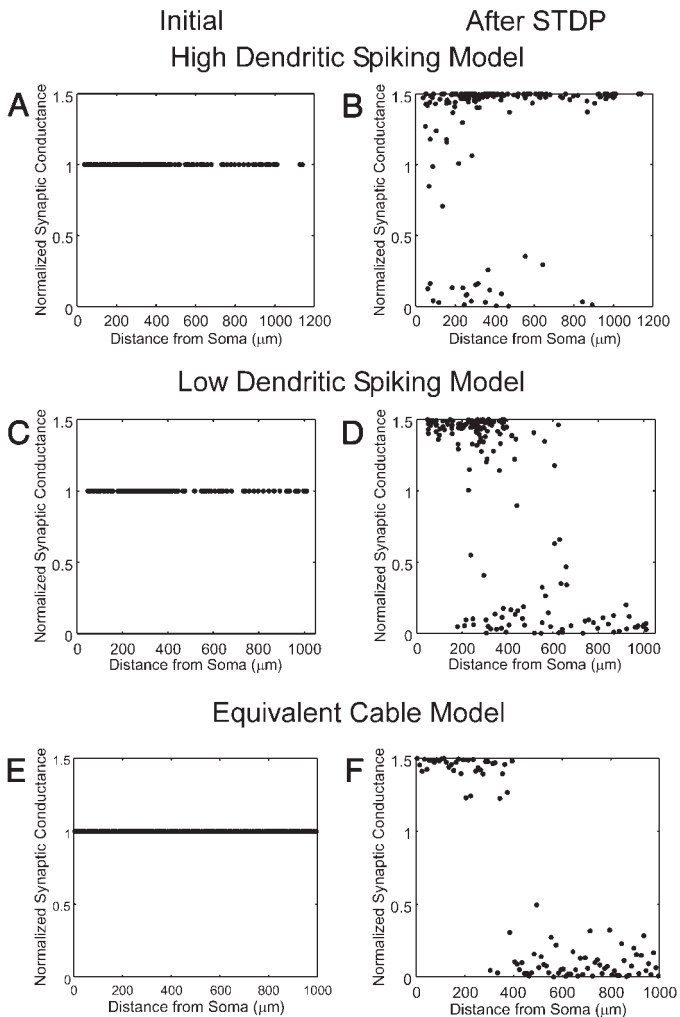 Initial After STDP
High Dendritic Spiking Model
A
Normalized Synaptic Conductance
1.5
1
0.5
0
0 200 400 600 800 1000 1200
Distance from Soma (μm)
B
Normalized Synaptic Conductance
1.5
1
0.5
0
0 200 400 600 800 1000 1200
Distance from Soma (μm)
Low Dendritic Spiking Model
C
Normalized Synaptic Conductance
1.5
1
0.5
0
0 200 400 600 800 1000
Distance from Soma (μm)
D
Normalized Synaptic Conductance
1.5
1
0.5
0
0 200 400 600 800 1000
Distance from Soma (μm)
Equivalent Cable Model
E
Normalized Synaptic Conductance
1.5
1
0.5
0
0 200 400 600 800 1000
Distance from Soma (μm)
F
Normalized Synaptic Conductance
1.5
1
0.5
0
0 200 400 600 800 1000
Distance from Soma (μm)